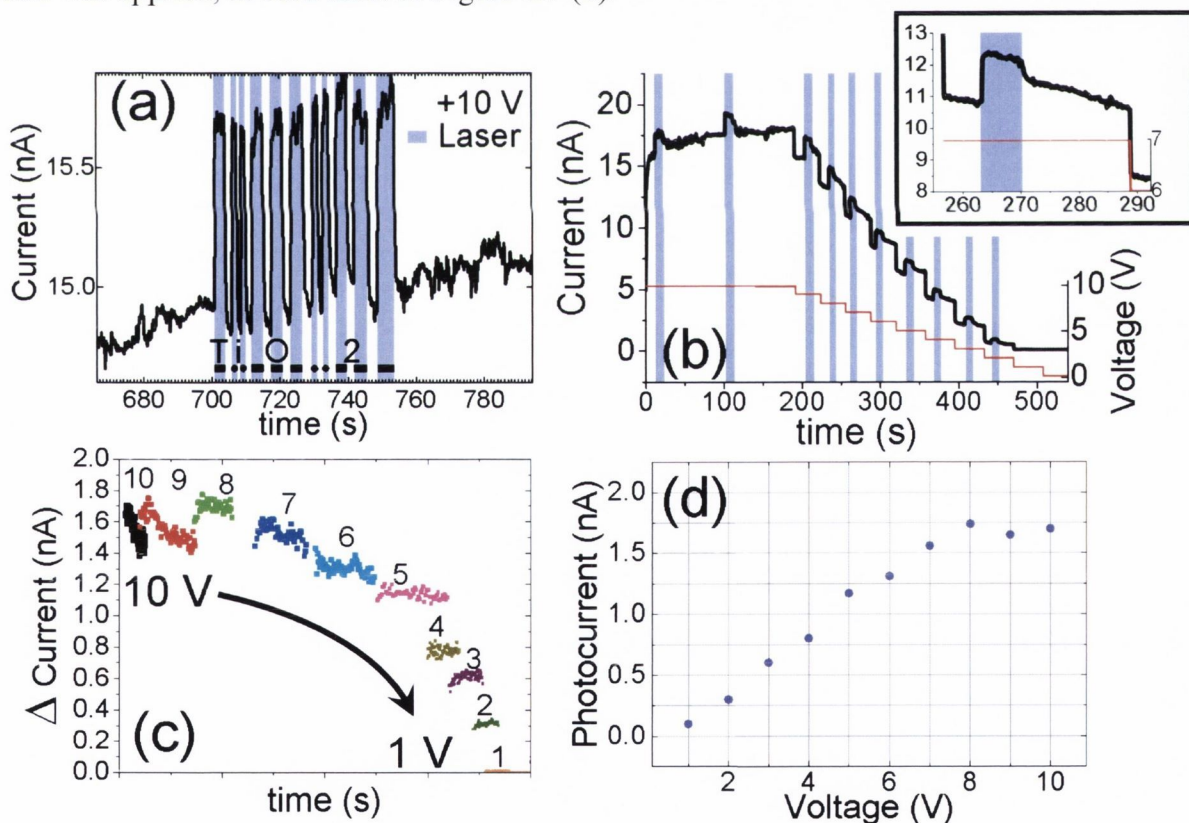 (a)
+10 V
Laser
Current (nA)
15.5
15.0
T i O 2
680 700 720 740 760 780
time (s)
(b)
Current (nA)
20
15
10
5
0
0 100 200 300 400 500
time (s)
10
5
0
Voltage (V)
13
12
11
10
9
8
7
6
260 270 280 290
(c)
Δ Current (nA)
2.0
1.8
1.6
1.4
1.2
1.0
0.8
0.6
0.4
0.2
0.0
10 9 8 7 6 5 4 3 2 1
10 V
1 V
time (s)
(d)
Photocurrent (nA)
2.0
1.5
1.0
0.5
0.0
2 4 6 8 10
Voltage (V)